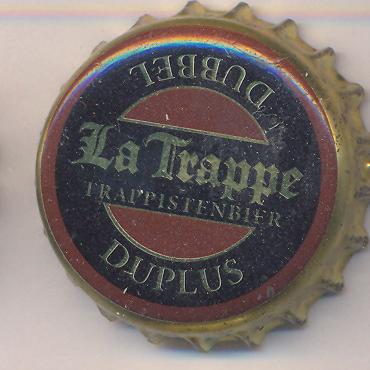 DUBBEL
La Trappe
TRAPPISTENBIER
DUPLUS